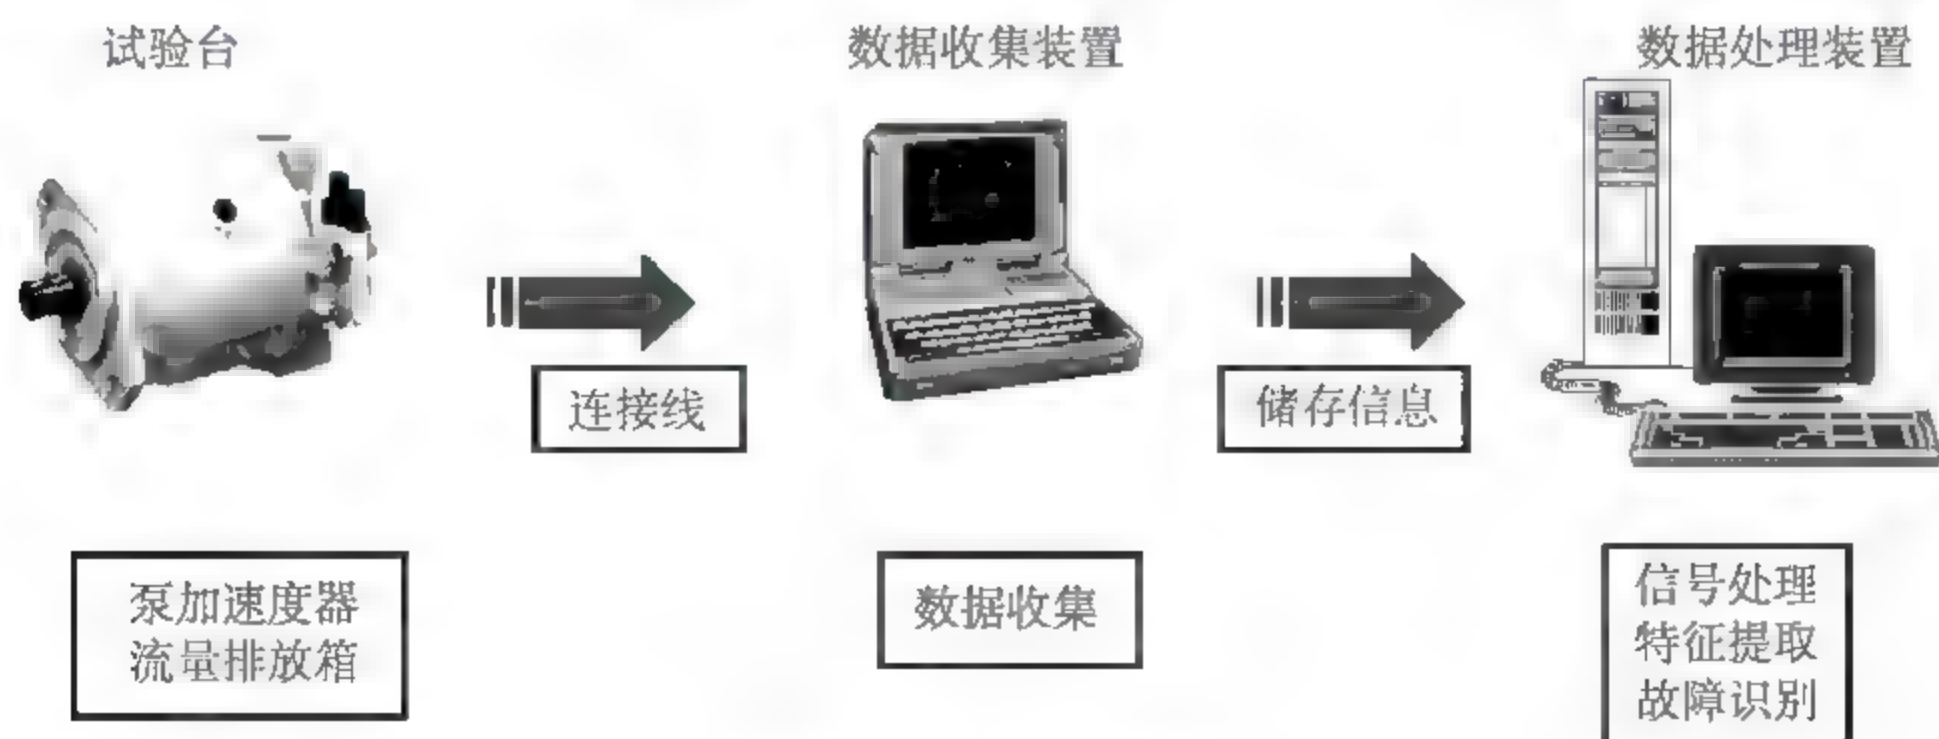 试验台
数据收集装置
数据处理装置
连接线
储存信息
泵加速度器
流量排放箱
数据收集
信号处理
特征提取
故障识别